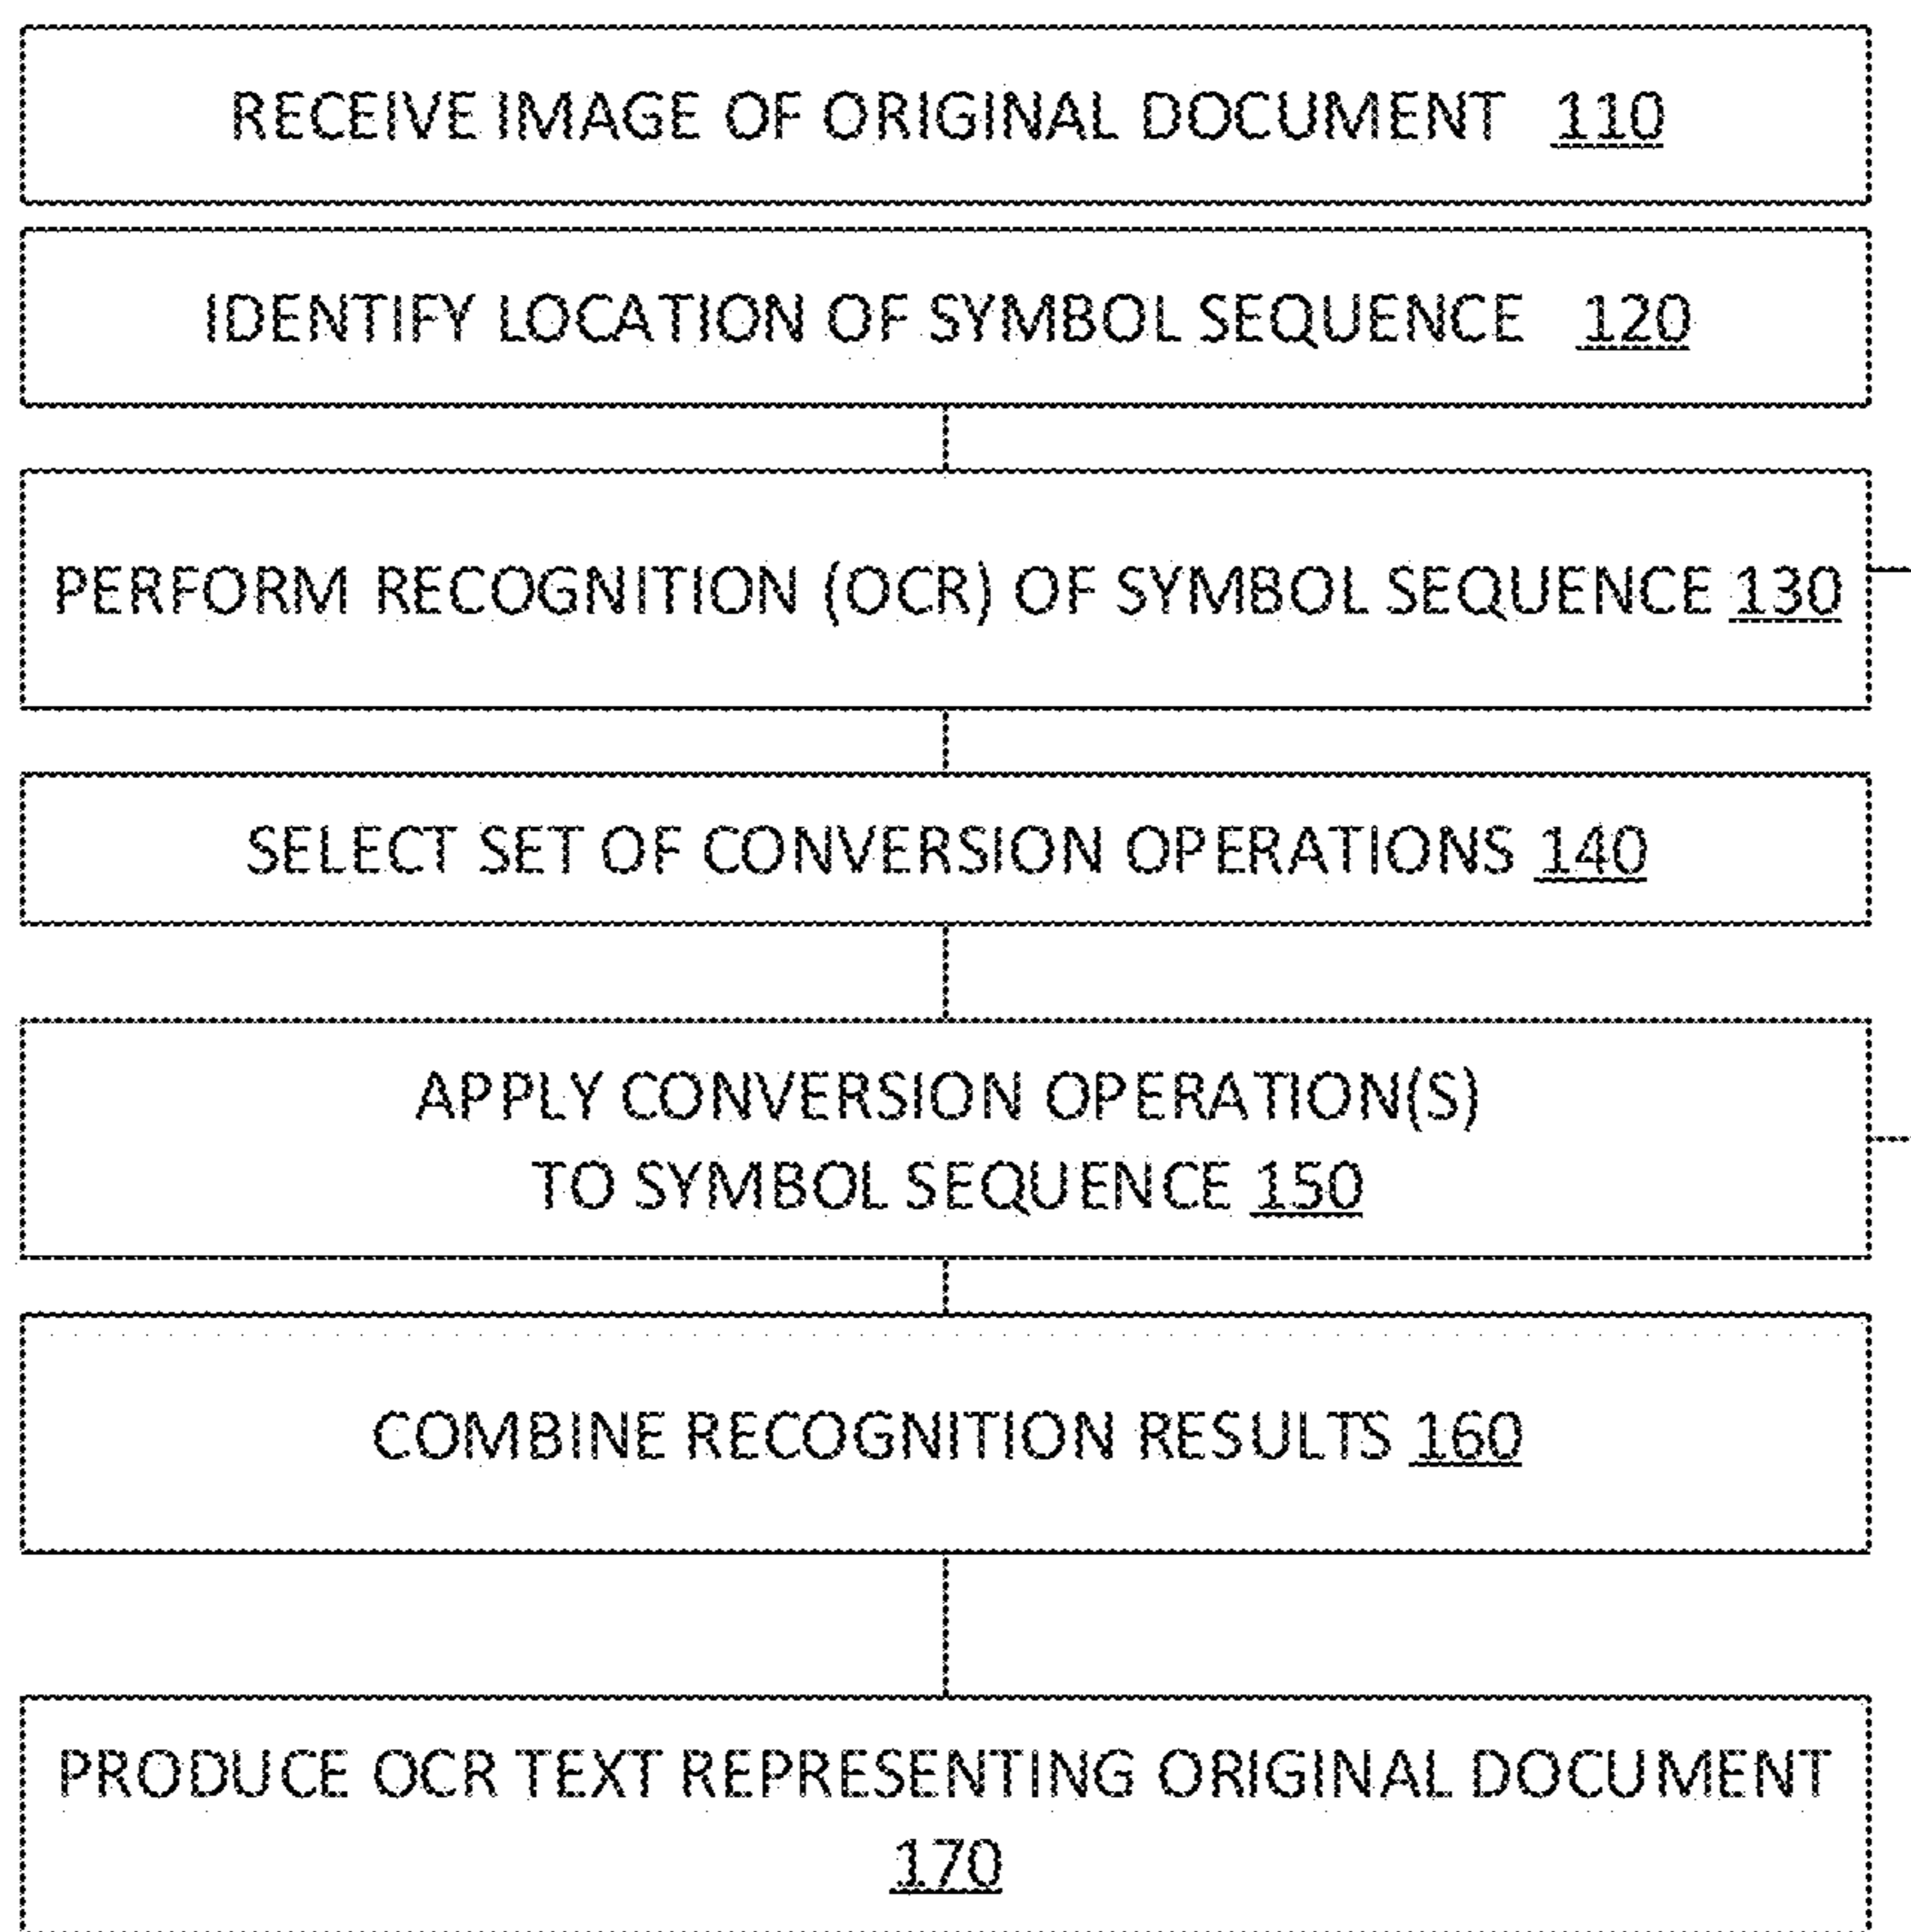 RECEIVE IMAGE OF ORIGINAL DOCUMENT 110
IDENTIFY LOCATION OF SYMBOL SEQUENCE 120
PERFORM RECOGNITION (OCR) OF SYMBOL SEQUENCE 130
SELECT SET OF CONVERSION OPERATIONS 140
APPLY CONVERSION OPERATION(S)
TO SYMBOL SEQUENCE 150
COMBINE RECOGNITION RESULTS 160
PRODUCE OCR TEXT REPRESENTING ORIGINAL DOCUMENT
170